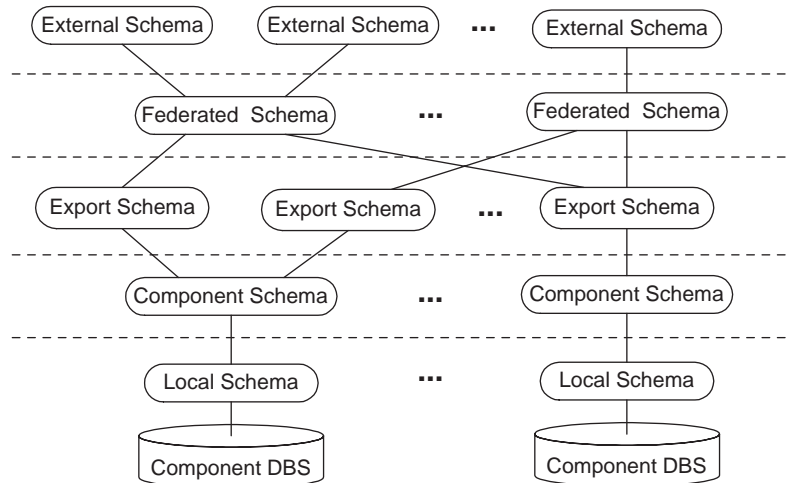 External Schema External Schema ... External Schema
Federated Schema ... Federated Schema
Export Schema Export Schema ... Export Schema
Component Schema ... Component Schema
Local Schema ... Local Schema
Component DBS Component DBS